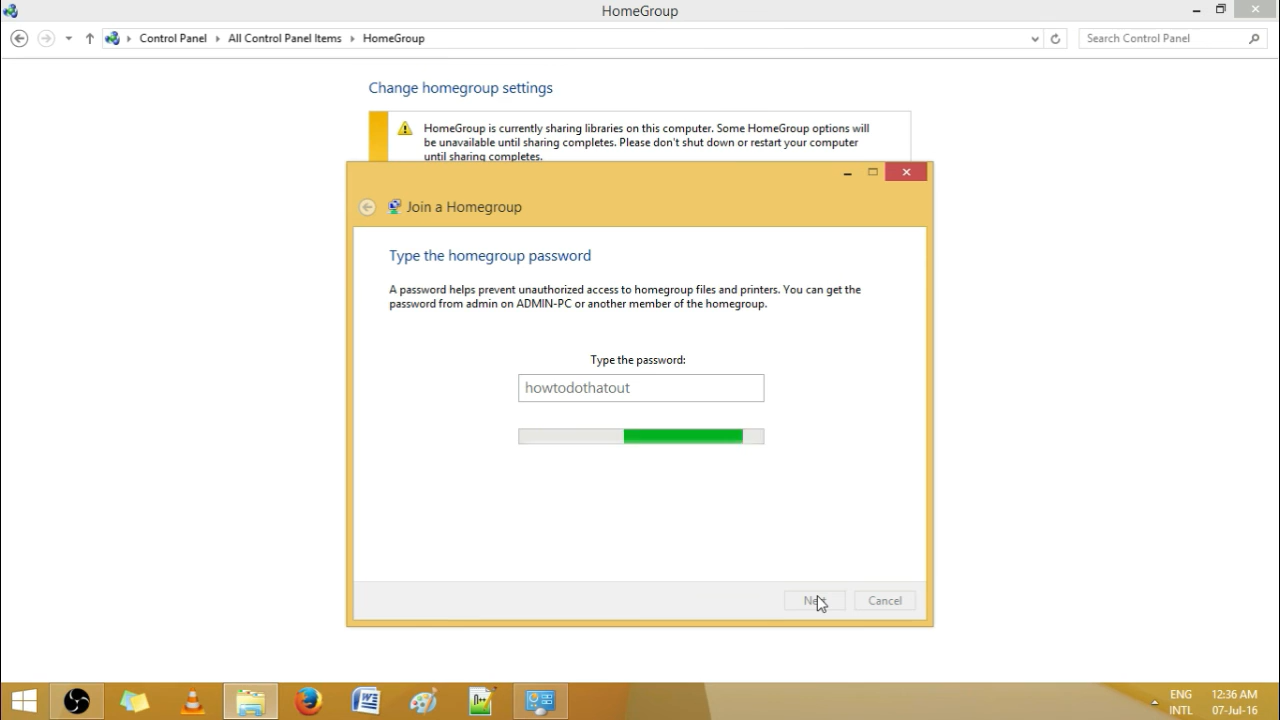 HomeGroup
Control Panel
All Control Panel Items
HomeGroup
Search Control Panel
Change homegroup settings
HomeGroup is currently sharing libraries on this computer. Some HomeGroup options will
be unavailable until sharing completes. Please don't shut down or restart your computer
until sharing completes.
Join a Homegroup
Type the homegroup password
A password helps prevent unauthorized access to homegroup files and printers. You can get the
password from admin on ADMIN-PC or another member of the homegroup.
Type the password:
howtodothatout
Next
Cancel
ENG
12:36 AM
INTL
07-Jul-16